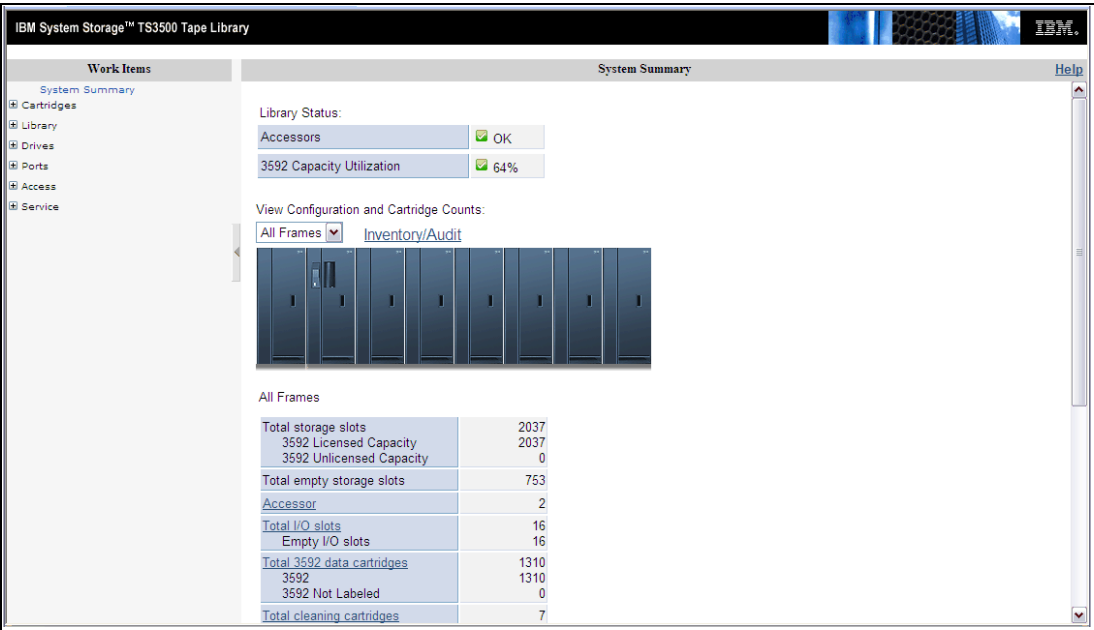 IBM System Storage™ TS3500 Tape Library
IBM.
Work Items
System Summary
Help
System Summary
Cartridges
Library
Drives
Ports
Access
Service
Library Status:
Accessors OK
3592 Capacity Utilization 64%
View Configuration and Cartridge Counts:
All Frames Inventory/Audit
All Frames
Total storage slots 2037
3592 Licensed Capacity 2037
3592 Unlicensed Capacity 0
Total empty storage slots 753
Accessor 2
Total I/O slots 16
Empty I/O slots 16
Total 3592 data cartridges 1310
3592 1310
3592 Not Labeled 0
Total cleaning cartridges 7